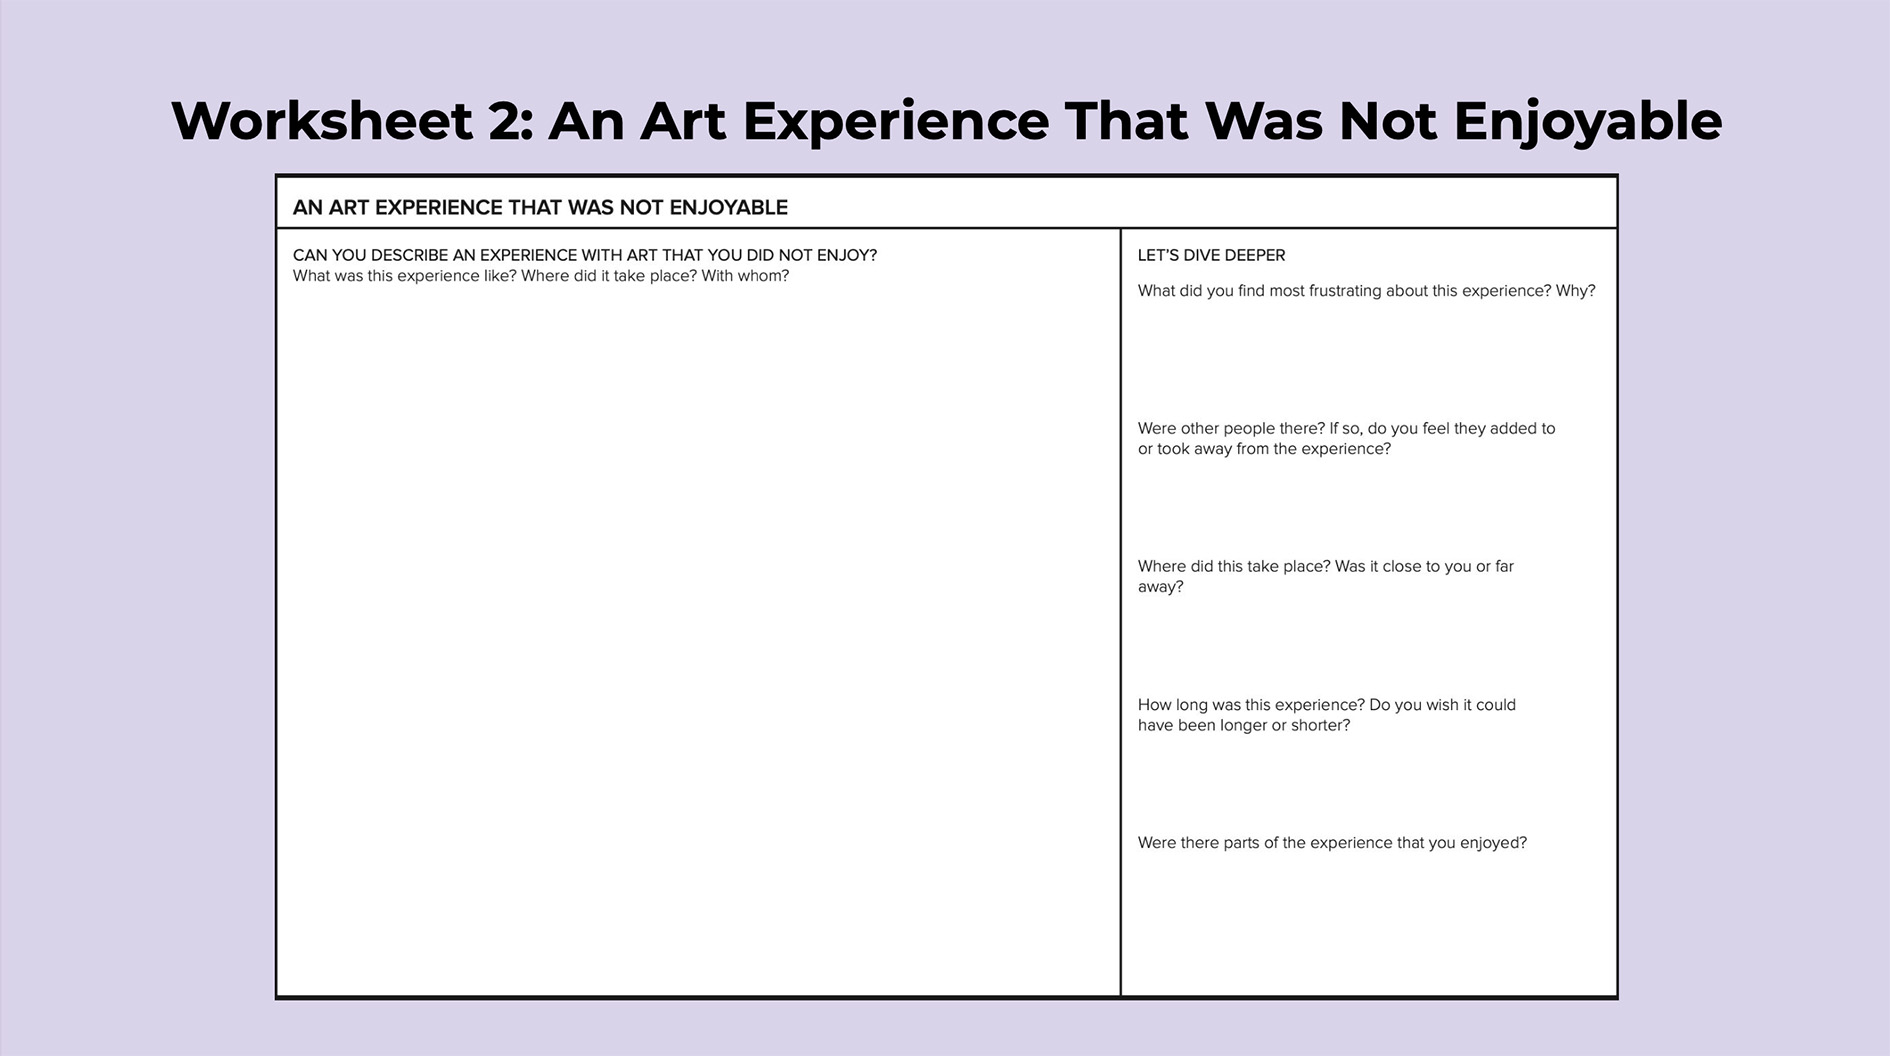 Worksheet 2: An Art Experience That Was Not Enjoyable
AN ART EXPERIENCE THAT WAS NOT ENJOYABLE
CAN YOU DESCRIBE AN EXPERIENCE WITH ART THAT YOU DID NOT ENJOY?
What was this experience like? Where did it take place? With whom?
LET’S DIVE DEEPER
What did you find most frustrating about this experience? Why?
Were other people there? If so, do you feel they added to
or took away from the experience?
Where did this take place? Was it close to you or far
away?
How long was this experience? Do you wish it could
have been longer or shorter?
Were there parts of the experience that you enjoyed?